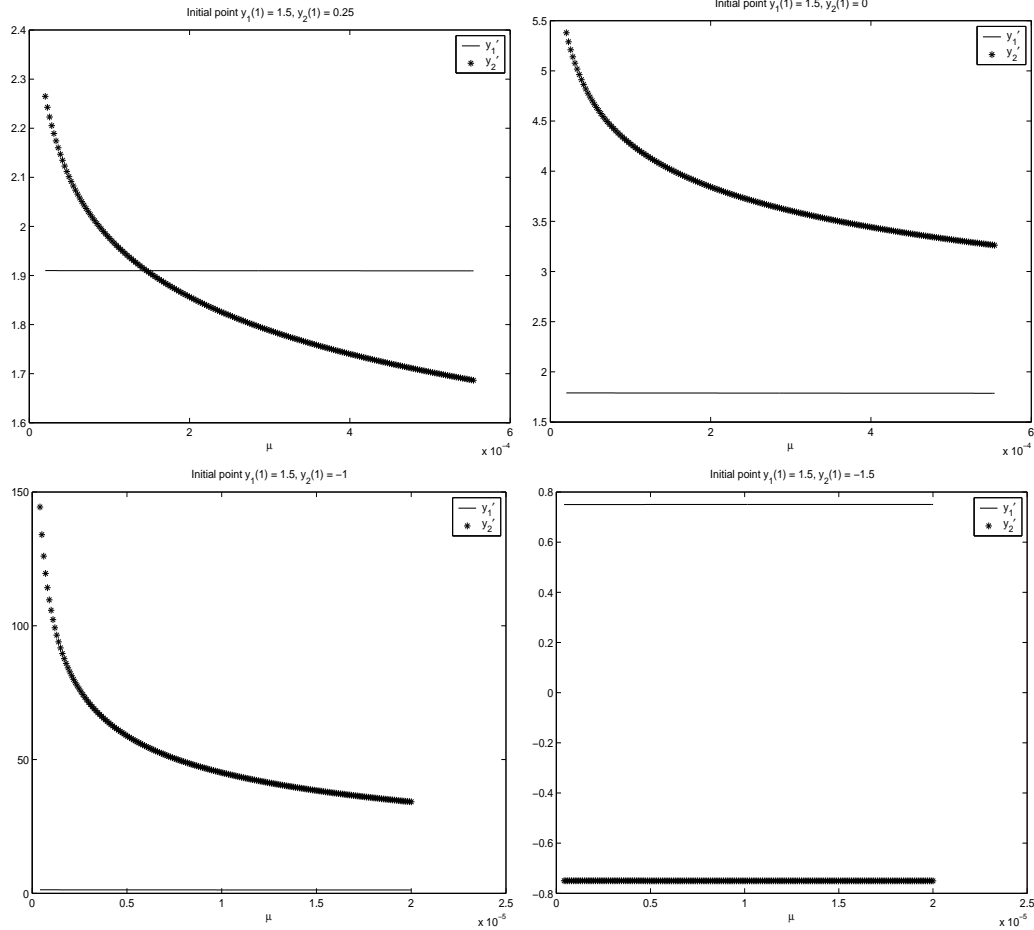 Initial point y₁(1) = 1.5, y₂(1) = 0.25
2.4
2.3
2.2
2.1
2
1.9
1.8
1.7
1.6
0
2
4
6
μ
x 10⁻⁴
y₁′
y₂′
Initial point y₁(1) = 1.5, y₂(1) = 0
5.5
5
4.5
4
3.5
3
2.5
2
1.5
0
2
4
6
μ
x 10⁻⁴
y₁′
y₂′
Initial point y₁(1) = 1.5, y₂(1) = −1
150
100
50
0
0
0.5
1
1.5
2
2.5
μ
x 10⁻⁵
y₁′
y₂′
Initial point y₁(1) = 1.5, y₂(1) = −1.5
0.8
0.6
0.4
0.2
0
−0.2
−0.4
−0.6
−0.8
0
0.5
1
1.5
2
2.5
μ
x 10⁻⁵
y₁′
y₂′